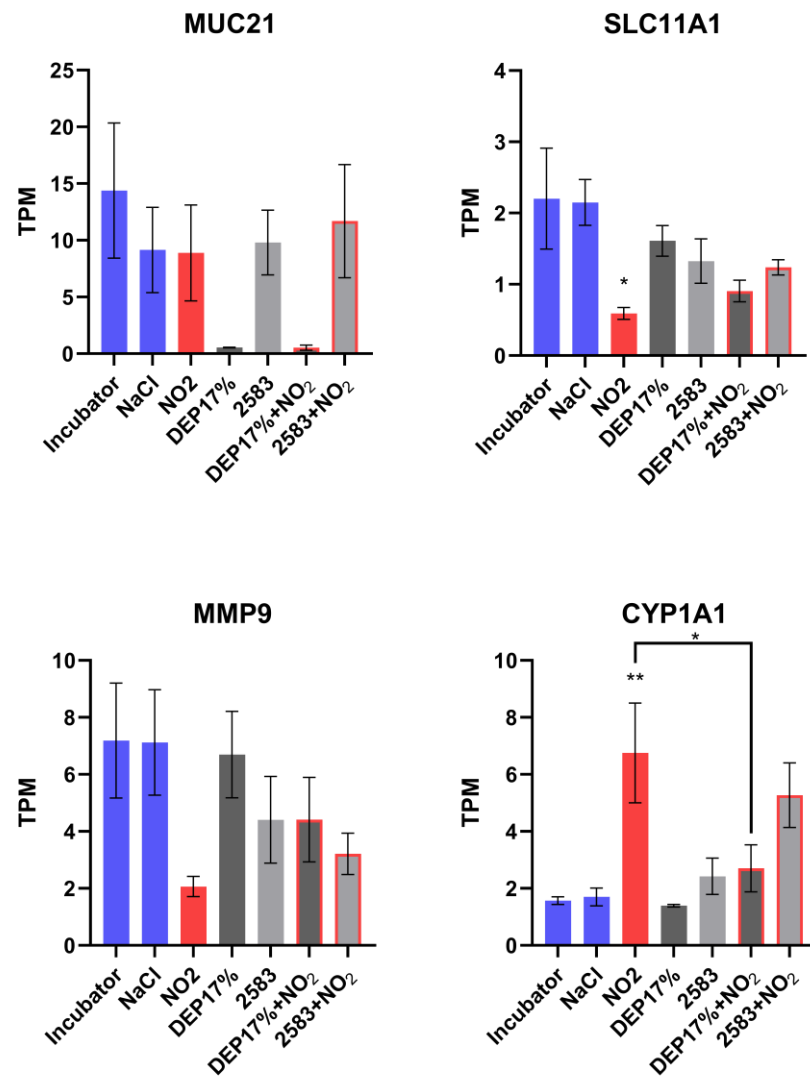 MUC21
25
20
15
10
5
0
TPM
Incubator
NaCl
NO2
DEP17%
2583
DEP17%+NO₂
2583+NO₂
SLC11A1
4
3
2
1
0
TPM
*
Incubator
NaCl
NO2
DEP17%
2583
DEP17%+NO₂
2583+NO₂
MMP9
10
8
6
4
2
0
TPM
Incubator
NaCl
NO2
DEP17%
2583
DEP17%+NO₂
2583+NO₂
CYP1A1
*
**
10
8
6
4
2
0
TPM
Incubator
NaCl
NO2
DEP17%
2583
DEP17%+NO₂
2583+NO₂